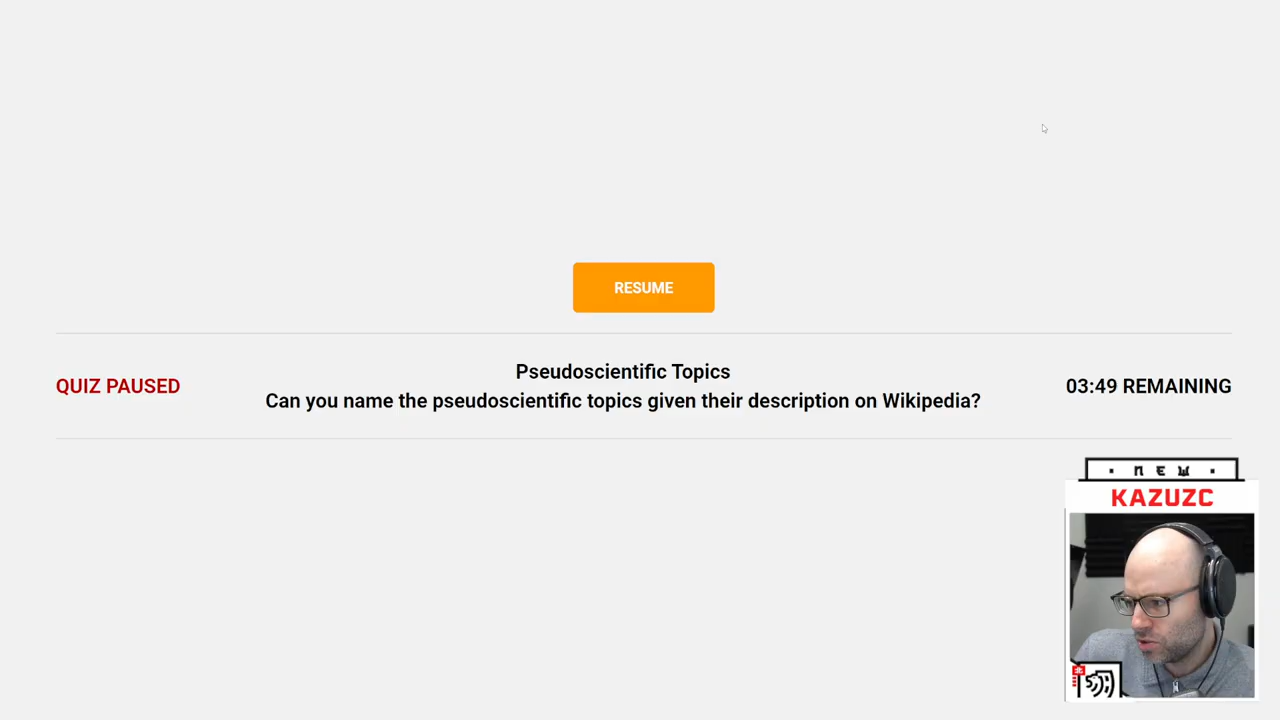 RESUME
QUIZ PAUSED
Pseudoscientific Topics
Can you name the pseudoscientific topics given their description on Wikipedia?
03:49 REMAINING
· NEW ·
KAZUZC